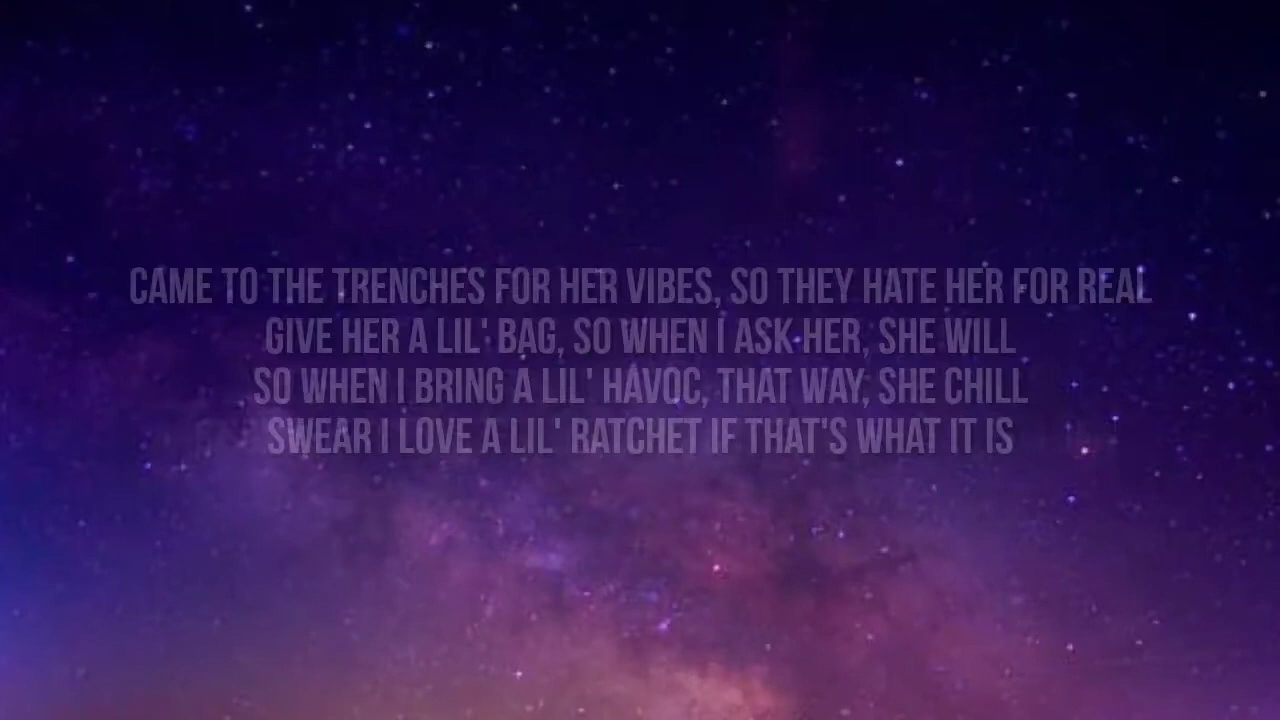 CAME TO THE TRENCHES FOR HER VIBES, SO THEY HATE HER FOR REAL
GIVE HER A LIL' BAG, SO WHEN I ASK HER, SHE WILL
SO WHEN I BRING A LIL' HAVOC, THAT WAY, SHE CHILL
SWEAR I LOVE A LIL' RATCHET IF THAT'S WHAT IT IS